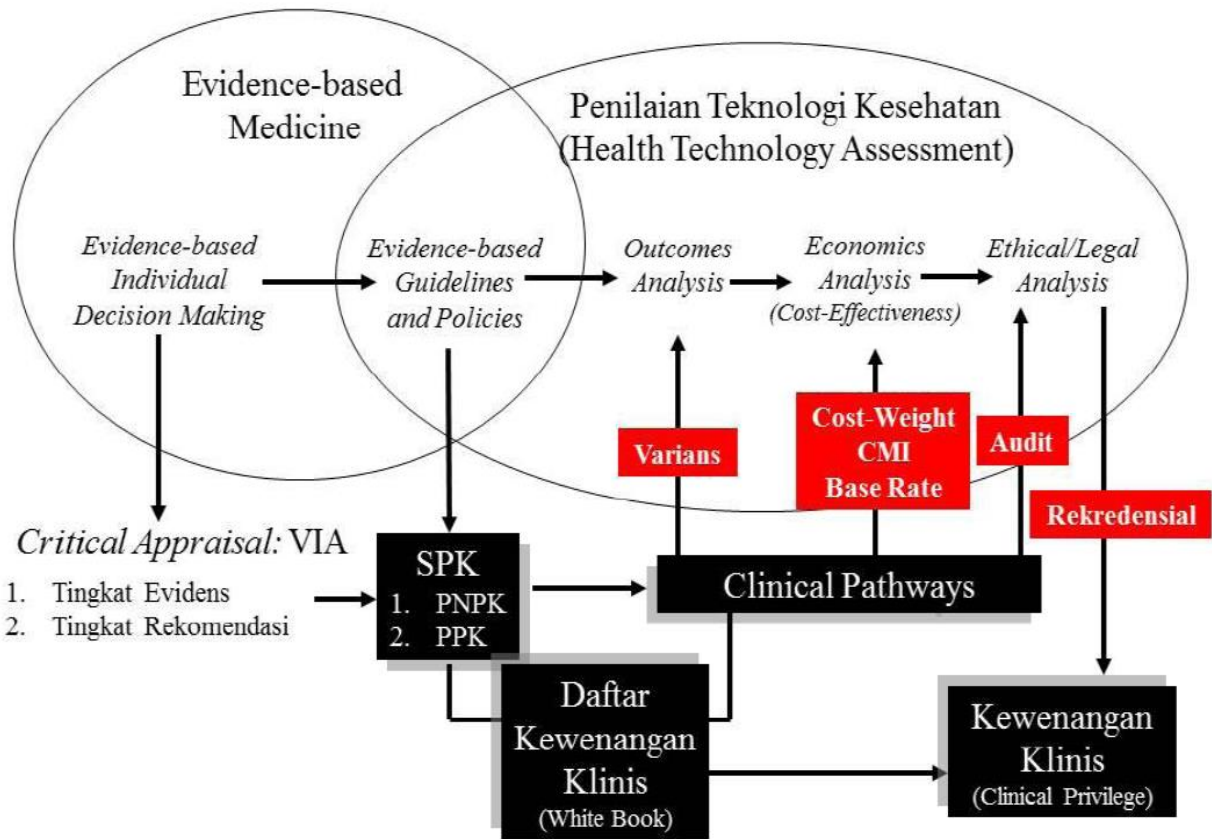 Evidence-based
Medicine
Penilaian Teknologi Kesehatan
(Health Technology Assessment)
Evidence-based
Individual
Decision Making
Evidence-based
Guidelines
and Policies
Outcomes
Analysis
Economics
Analysis
(Cost-Effectiveness)
Ethical/Legal
Analysis
Varians
Cost-Weight
CMI
Base Rate
Audit
Rekredensial
Critical Appraisal: VIA
1. Tingkat Evidens
2. Tingkat Rekomendasi
SPK
1. PNPK
2. PPK
Clinical Pathways
Daftar
Kewenangan
Klinis
(White Book)
Kewenangan
Klinis
(Clinical Privilege)